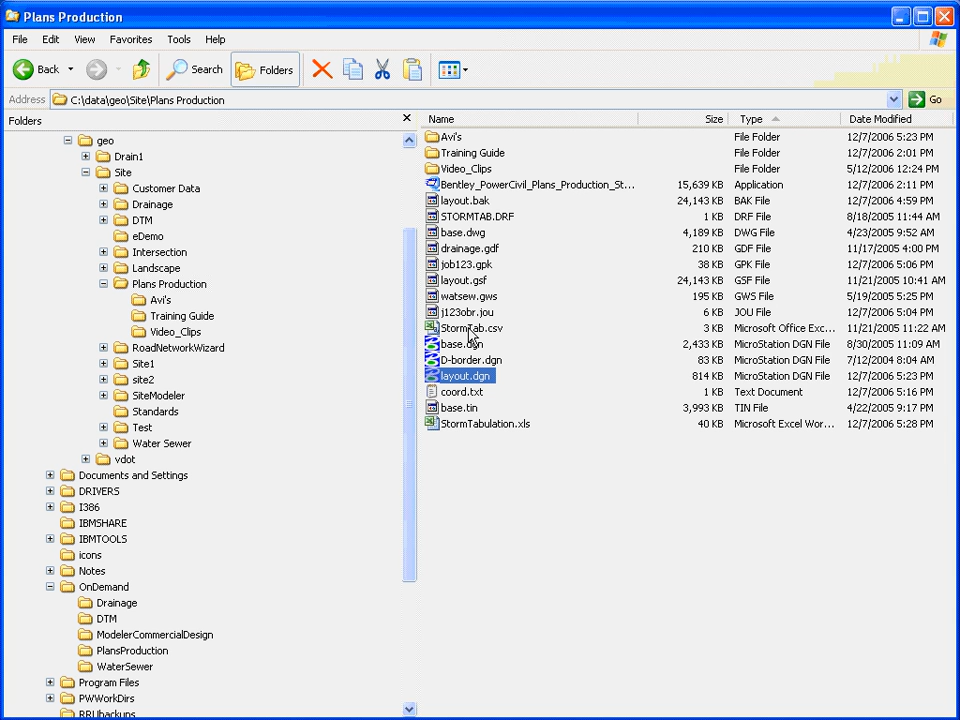 Plans Production
File Edit View Favorites Tools Help
Back Search Folders
Address C:\data\geo\Site\Plans Production Go
Folders
geo
Drain1
Site
Customer Data
Drainage
DTM
eDemo
Intersection
Landscape
Plans Production
Avi's
Training Guide
Video_Clips
RoadNetworkWizard
Site1
site2
SiteModeler
Standards
Test
Water Sewer
vdot
Documents and Settings
DRIVERS
I386
IBMSHARE
IBMTOOLS
icons
Notes
OnDemand
Drainage
DTM
ModelerCommercialDesign
PlansProduction
WaterSewer
Program Files
PWWorkDirs
RRUbackups
Name Size Type Date Modified
Avi's File Folder 12/7/2006 5:23 PM
Training Guide File Folder 12/7/2006 2:01 PM
Video_Clips File Folder 5/12/2006 12:24 PM
Bentley_PowerCivil_Plans_Production_St... 15,639 KB Application 12/7/2006 2:11 PM
layout.bak 24,143 KB BAK File 12/7/2006 4:59 PM
STORMTAB.DRF 1 KB DRF File 8/18/2005 11:44 AM
base.dwg 4,189 KB DWG File 4/23/2005 9:52 AM
drainage.gdf 210 KB GDF File 11/17/2005 4:00 PM
job123.gpk 38 KB GPK File 12/7/2006 5:06 PM
layout.gsf 24,143 KB GSF File 11/21/2005 10:41 AM
watsew.gws 195 KB GWS File 5/19/2005 5:25 PM
j123obr.jou 6 KB JOU File 12/7/2006 5:22 PM
StormTab.csv 3 KB Microsoft Office Exc... 11/21/2005 11:22 AM
base.dgn 2,433 KB MicroStation DGN File 8/30/2005 11:09 AM
D-border.dgn 83 KB MicroStation DGN File 7/12/2004 8:04 AM
layout.dgn 814 KB MicroStation DGN File 12/7/2006 5:23 PM
coord.txt 1 KB Text Document 12/7/2006 5:16 PM
base.tin 3,993 KB TIN File 4/22/2005 9:17 PM
StormTabulation.xls 40 KB Microsoft Excel Wor... 12/7/2006 5:28 PM